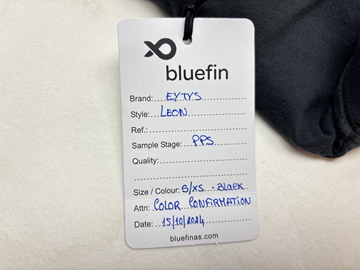 bluefin
Brand: EYTYS
Style: LEON
Ref.:
Sample Stage: PPS
Quality:
Size / Colour: S/XS - BLACK
Attn: COLOR CONFIRMATION
Date: 15/10/2024
bluefinas.com